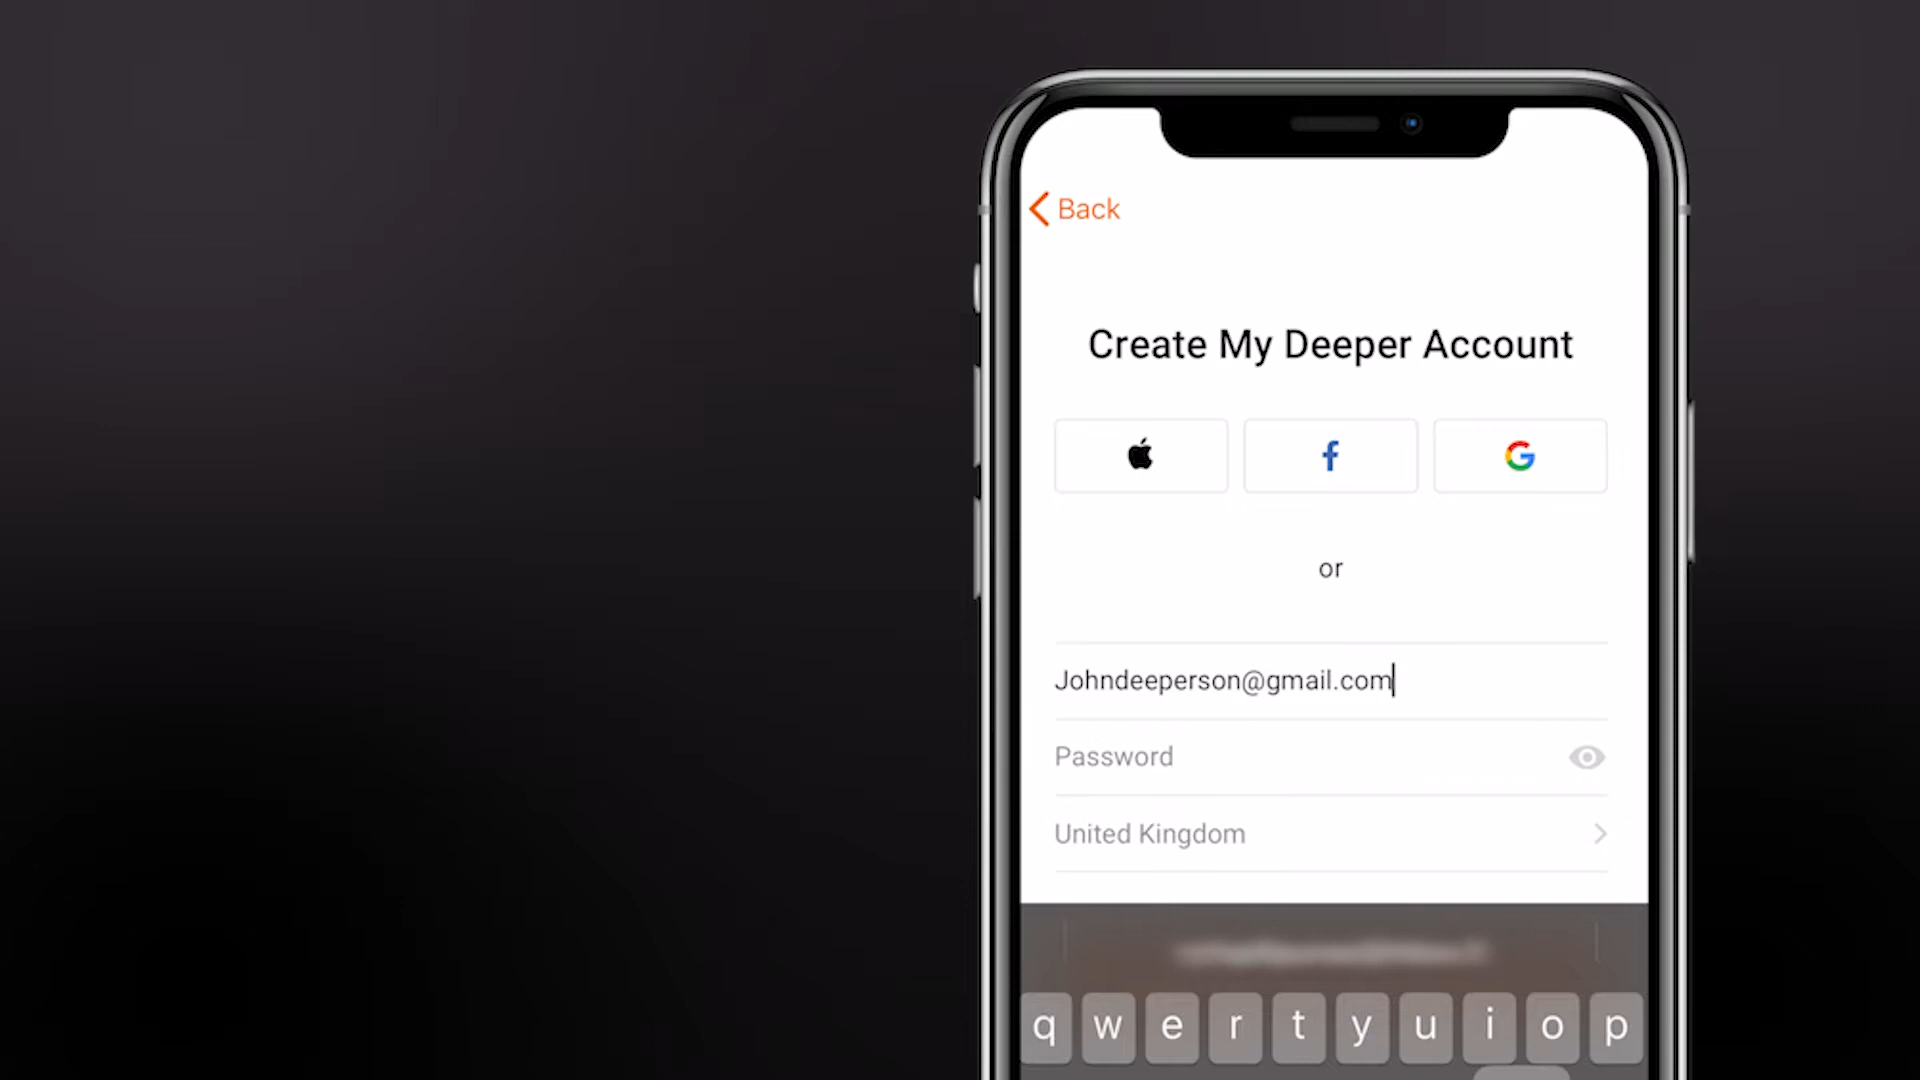 Back
Create My Deeper Account
or
Johndeeperson@gmail.com
Password
United Kingdom
q w e r t y u i o p